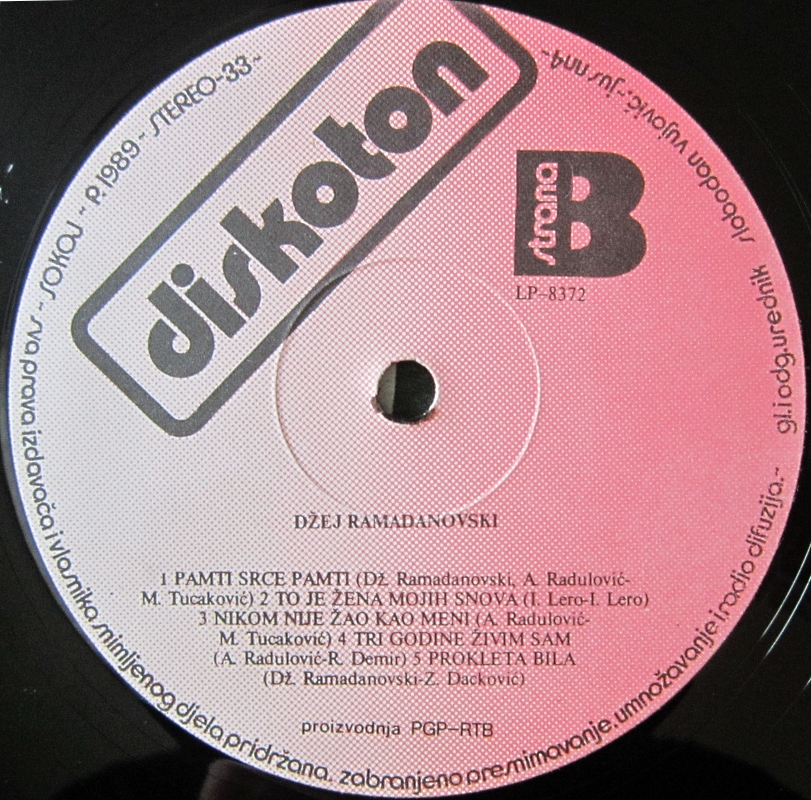 diskoton
strana
B
LP-8372
DŽEJ RAMADANOVSKI
1 PAMTI SRCE PAMTI (Dž. Ramadanovski, A. Radulović-
M. Tucaković) 2 TO JE ŽENA MOJIH SNOVA (I. Lero-I. Lero)
3 NIKOM NIJE ŽAO KAO MENI (A. Radulović-
M. Tucaković) 4 TRI GODINE ŽIVIM SAM
(A. Radulović-R. Demir) 5 PROKLETA BILA
(Dž. Ramadanovski-Z. Dacković)
proizvodnja PGP-RTB
SOKOJ - P.1989 - STEREO-33 -
sva prava izdavača i vlasnika snimljenog djela pridržana. zabranjeno presnimavanje.umnožavanje i radio difuzija.-
gl.i odg.urednik slobodan vujović.-jus nn4-